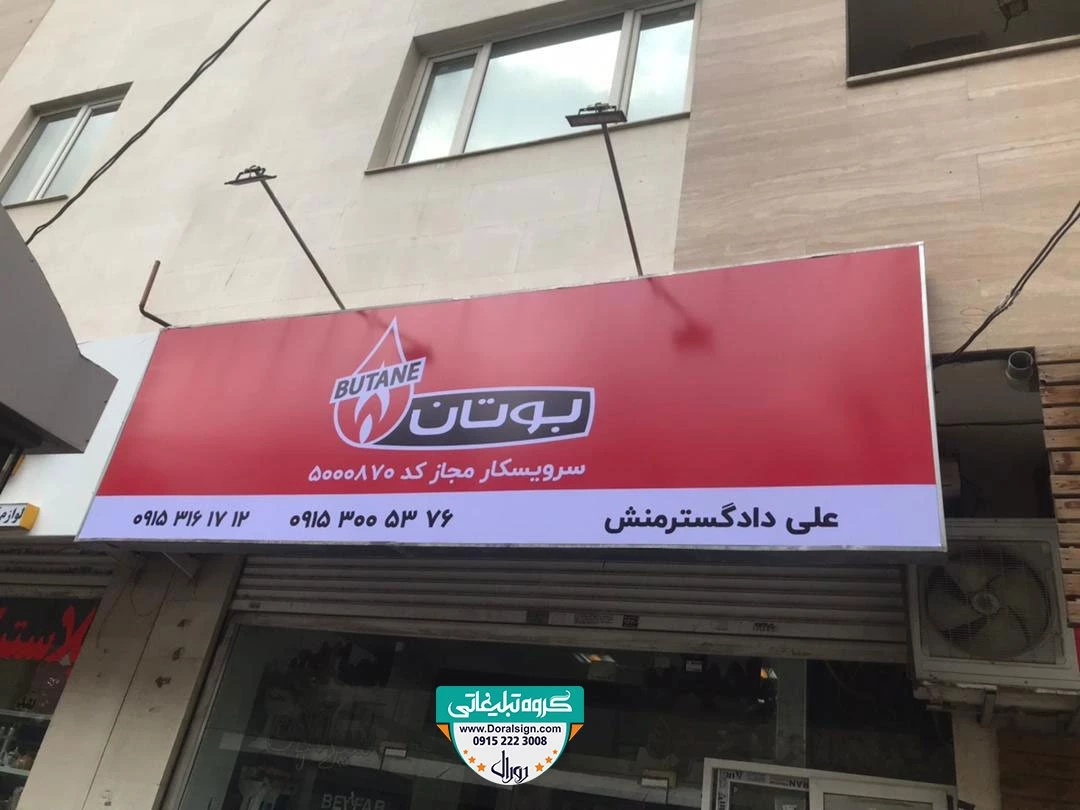 BUTANE
بوتان
سرویسکار مجاز کد ۵۰۰۰۸۷۰
علی دادگسترمنش
۰۹۱۵ ۳۰۰ ۵۳ ۷۶
۰۹۱۵ ۳۱۶ ۱۷ ۱۲
لوازم
گروه تبلیغاتی
www.Doralsign.com
0915 222 3008
دورال